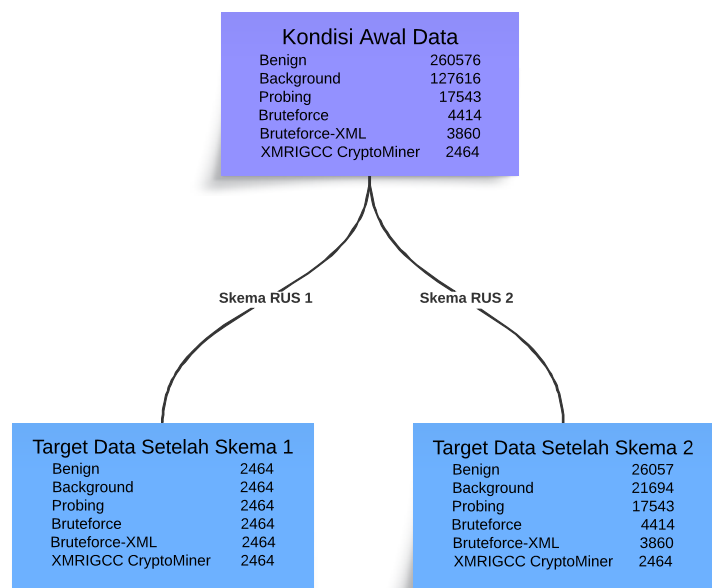 Kondisi Awal Data
Benign 260576
Background 127616
Probing 17543
Bruteforce 4414
Bruteforce-XML 3860
XMRIGCC CryptoMiner 2464
Skema RUS 1
Skema RUS 2
Target Data Setelah Skema 1
Benign 2464
Background 2464
Probing 2464
Bruteforce 2464
Bruteforce-XML 2464
XMRIGCC CryptoMiner 2464
Target Data Setelah Skema 2
Benign 26057
Background 21694
Probing 17543
Bruteforce 4414
Bruteforce-XML 3860
XMRIGCC CryptoMiner 2464